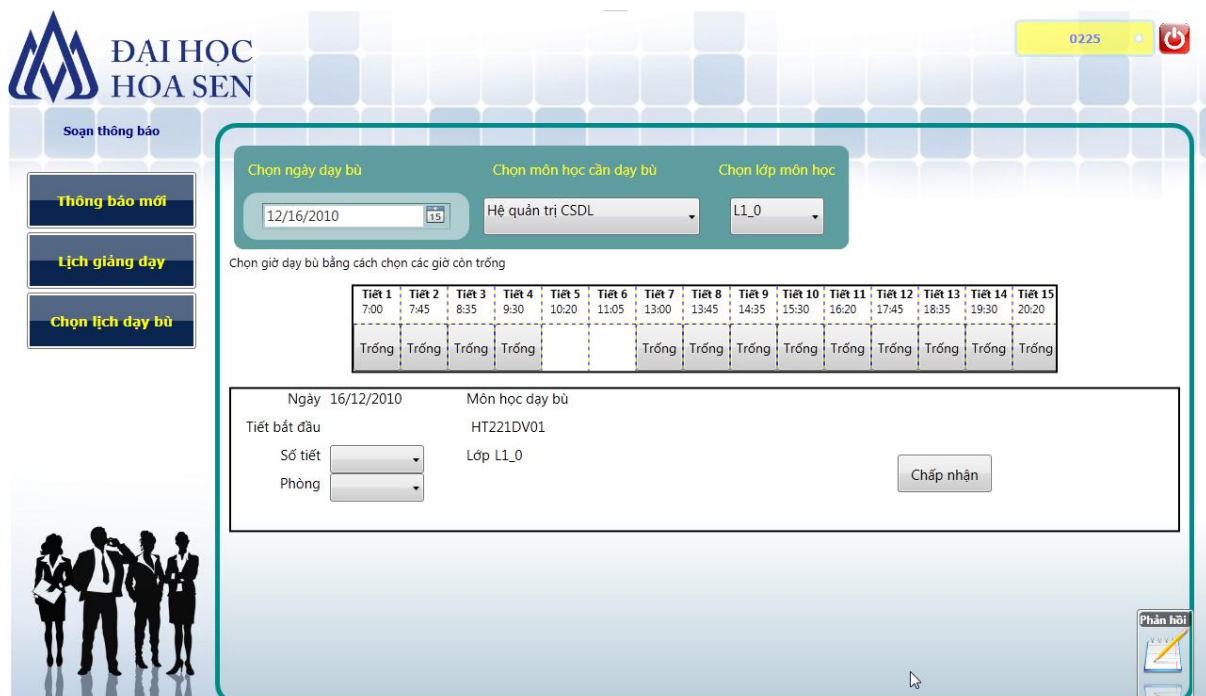 ĐẠI HỌC
HOA SEN
0225
Soạn thông báo
Thông báo mới
Lịch giảng dạy
Chọn lịch dạy bù
Chọn ngày dạy bù Chọn môn học cần dạy bù Chọn lớp môn học
12/16/2010 15 Hệ quản trị CSDL L1_0
Chọn giờ dạy bù bằng cách chọn các giờ còn trống
Tiết 1 Tiết 2 Tiết 3 Tiết 4 Tiết 5 Tiết 6 Tiết 7 Tiết 8 Tiết 9 Tiết 10 Tiết 11 Tiết 12 Tiết 13 Tiết 14 Tiết 15
7:00 7:45 8:35 9:30 10:20 11:05 13:00 13:45 14:35 15:30 16:20 17:45 18:35 19:30 20:20
Trống Trống Trống Trống Trống Trống Trống Trống Trống Trống Trống Trống Trống
Ngày 16/12/2010 Môn học dạy bù
Tiết bắt đầu HT221DV01
Số tiết Lớp L1_0
Phòng
Chấp nhận
Phản hồi